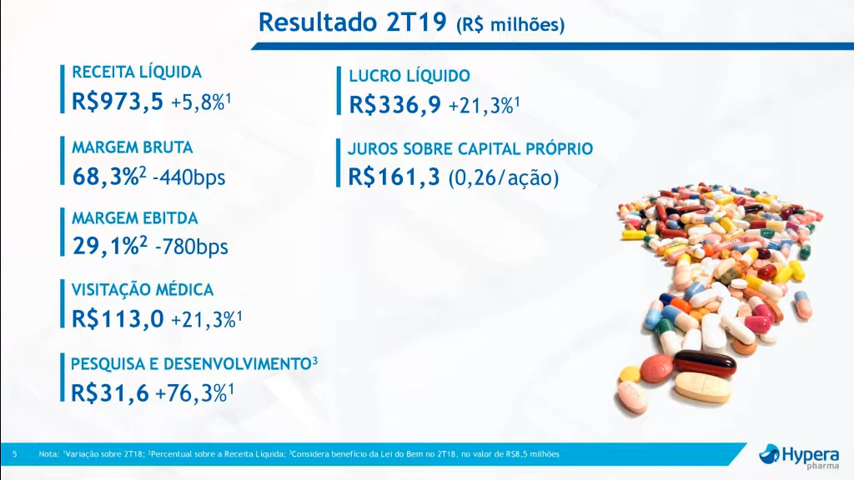 Resultado 2T19 (R$ milhões)
RECEITA LÍQUIDA
R$973,5 +5,8%¹
MARGEM BRUTA
68,3%² -440bps
MARGEM EBITDA
29,1%² -780bps
VISITAÇÃO MÉDICA
R$113,0 +21,3%¹
PESQUISA E DESENVOLVIMENTO³
R$31,6 +76,3%¹
LUCRO LÍQUIDO
R$336,9 +21,3%¹
JUROS SOBRE CAPITAL PRÓPRIO
R$161,3 (0,26/ação)
5 Nota: ¹Variação sobre 2T18; ²Percentual sobre a Receita Líquida; ³Considera benefício da Lei do Bem no 2T18, no valor de R$8,5 milhões
Hypera
pharma